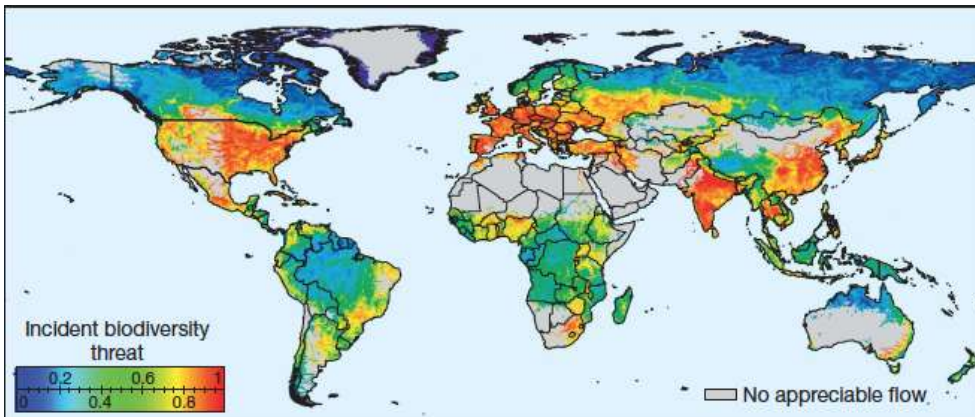 Incident biodiversity
threat
0.2 0.6 1
0 0.4 0.8
No appreciable flow